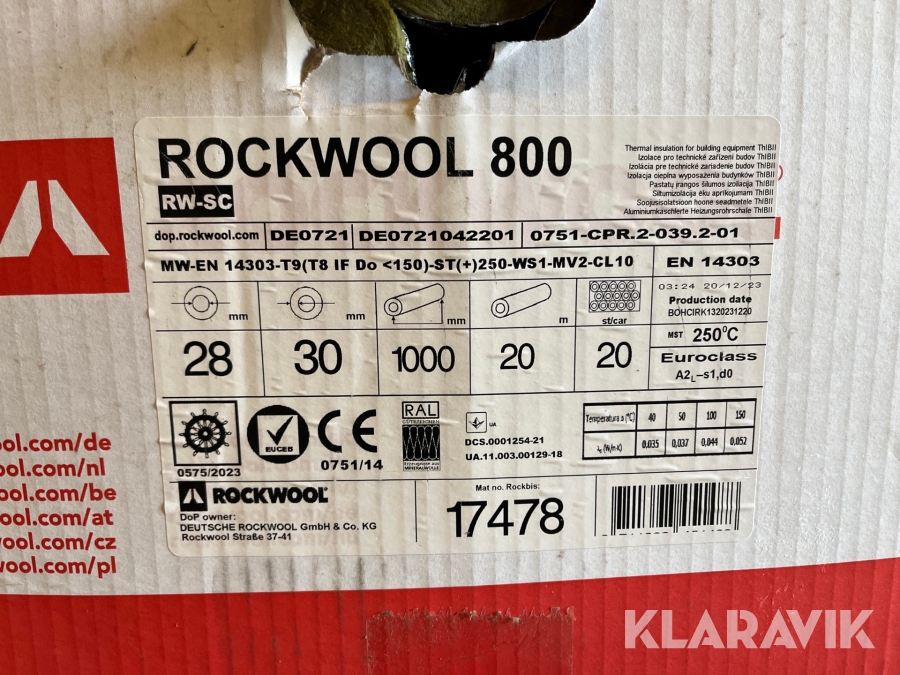 ROCKWOOL 800
RW-SC
Thermal insulation for building equipment ThIBII
Izolace pro technické zařízení budov ThIBII
Izolácia pre technické zariadenie budov ThIBII
Izolacja cieplna wyposażenia budynków ThIBII
Pastatų įrangos šilumos izoliacija ThIBII
Siltumizolācija ēku aprīkojumam ThIBII
Soojusisolatsioon hoone seadmetele ThIBII
Aluminiumkaschierte Heizungsrohrschale ThIBII
dop.rockwool.com DE0721 DE0721042201 0751-CPR.2-039.2-01
MW-EN 14303-T9(T8 IF Do <150)-ST(+)250-WS1-MV2-CL10 EN 14303
mm mm mm m st/car
03:24 20/12/23
Production date
BOHCIRK1320231220
28 30 1000 20 20
MST 250°C
Euroclass
A2L-s1,d0
0575/2023
EUCEB
CE
0751/14
RAL
GÜTEZEICHEN
Erzeugnisse aus
MINERALWOLLE
UA
DCS.0001254-21
UA.11.003.00129-18
Temperatura s (°C) 40 50 100 150
(W/m·K) 0,035 0,037 0,044 0,052
ROCKWOOL®
DoP owner:
DEUTSCHE ROCKWOOL GmbH & Co. KG
Rockwool Straße 37-41
Mat no. Rockbis:
17478
ool.com/de
ool.com/nl
ool.com/be
ool.com/at
ool.com/cz
ool.com/pl
KLARAVIK